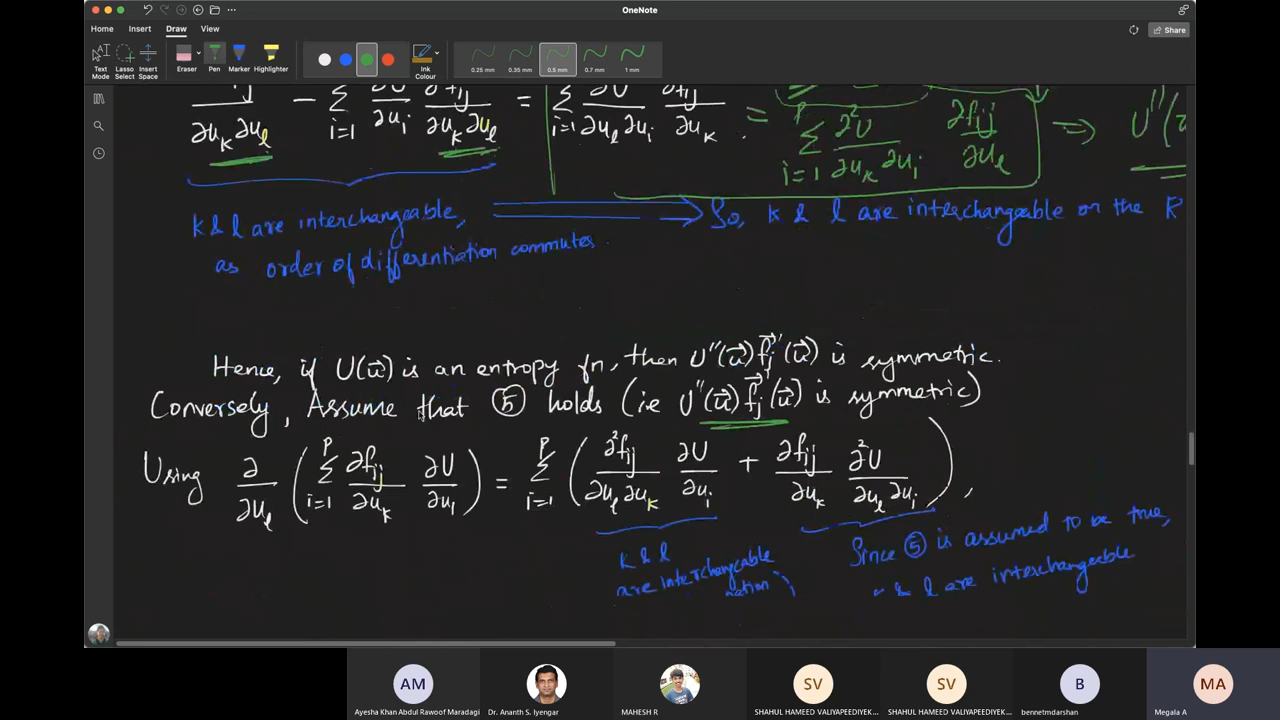 OneNote
Home Insert Draw View
Share
Text Mode Lasso Select Insert Space Eraser Pen Marker Highlighter Ink Colour 0.25 mm 0.35 mm 0.5 mm 0.7 mm 1 mm
∂u_k ∂u_l − Σ_{i=1} ∂u_i ∂u_k ∂u_l = Σ_{i=1} ∂u_l ∂u_i ∂u_k = Σ_{i=1}^{P} ∂²U/∂u_k ∂u_i ∂f_ij/∂u_l ⇒ U''(
k & l are interchangeable, as order of differentiation commutes
So, k & l are interchangeable on the R
Hence, if U(u⃗) is an entropy fn, then U''(u⃗) f⃗_j'(u⃗) is symmetric.
Conversely, Assume that ⑤ holds (ie U''(u⃗) f⃗_j'(u⃗) is symmetric)
Using ∂/∂u_l ( Σ_{i=1}^{P} ∂f_ij/∂u_k ∂U/∂u_i ) = Σ_{i=1}^{P} ( ∂²f_ij/∂u_l ∂u_k ∂U/∂u_i + ∂f_ij/∂u_k ∂²U/∂u_l ∂u_i ),
k & l
are interchangeable
Since ⑤ is assumed to be true,
& l are interchangeable
AM SV SV B MA
Ayesha Khan Abdul Rawoof Maradagi Dr. Ananth S. Iyengar MAHESH R SHAHUL HAMEED VALIYAPEEDIYEK... SHAHUL HAMEED VALIYAPEEDIYEK... bennetmdarshan Megala A